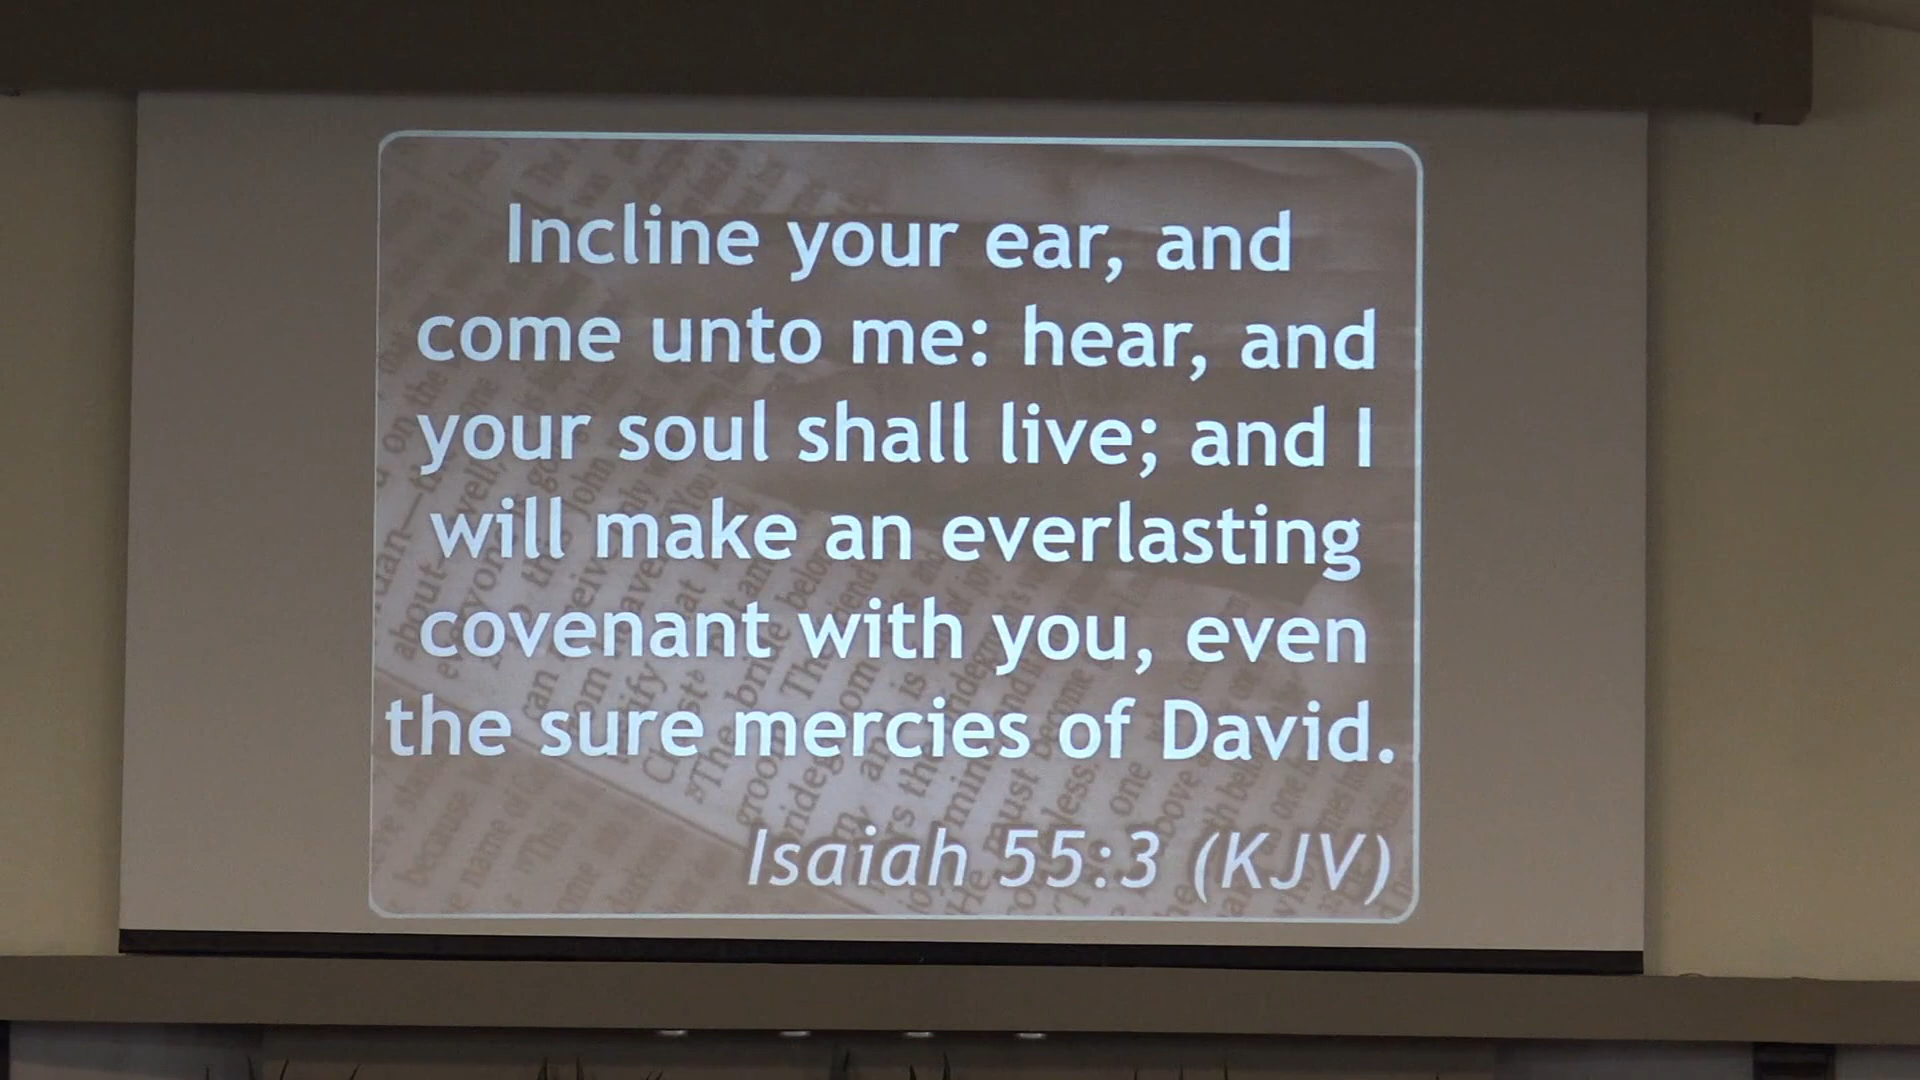 Incline your ear, and
come unto me: hear, and
your soul shall live; and I
will make an everlasting
covenant with you, even
the sure mercies of David.
Isaiah 55:3 (KJV)